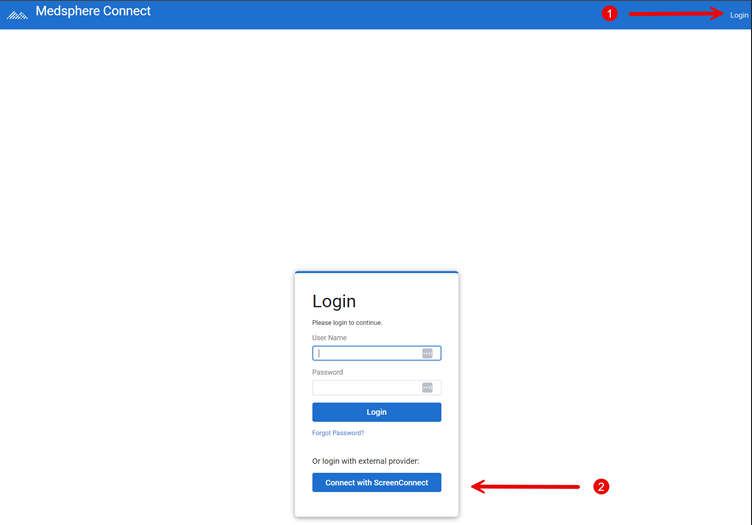 Medsphere Connect
1
Login
Login
Please login to continue.
User Name
Password
Login
Forgot Password?
Or login with external provider:
Connect with ScreenConnect
2